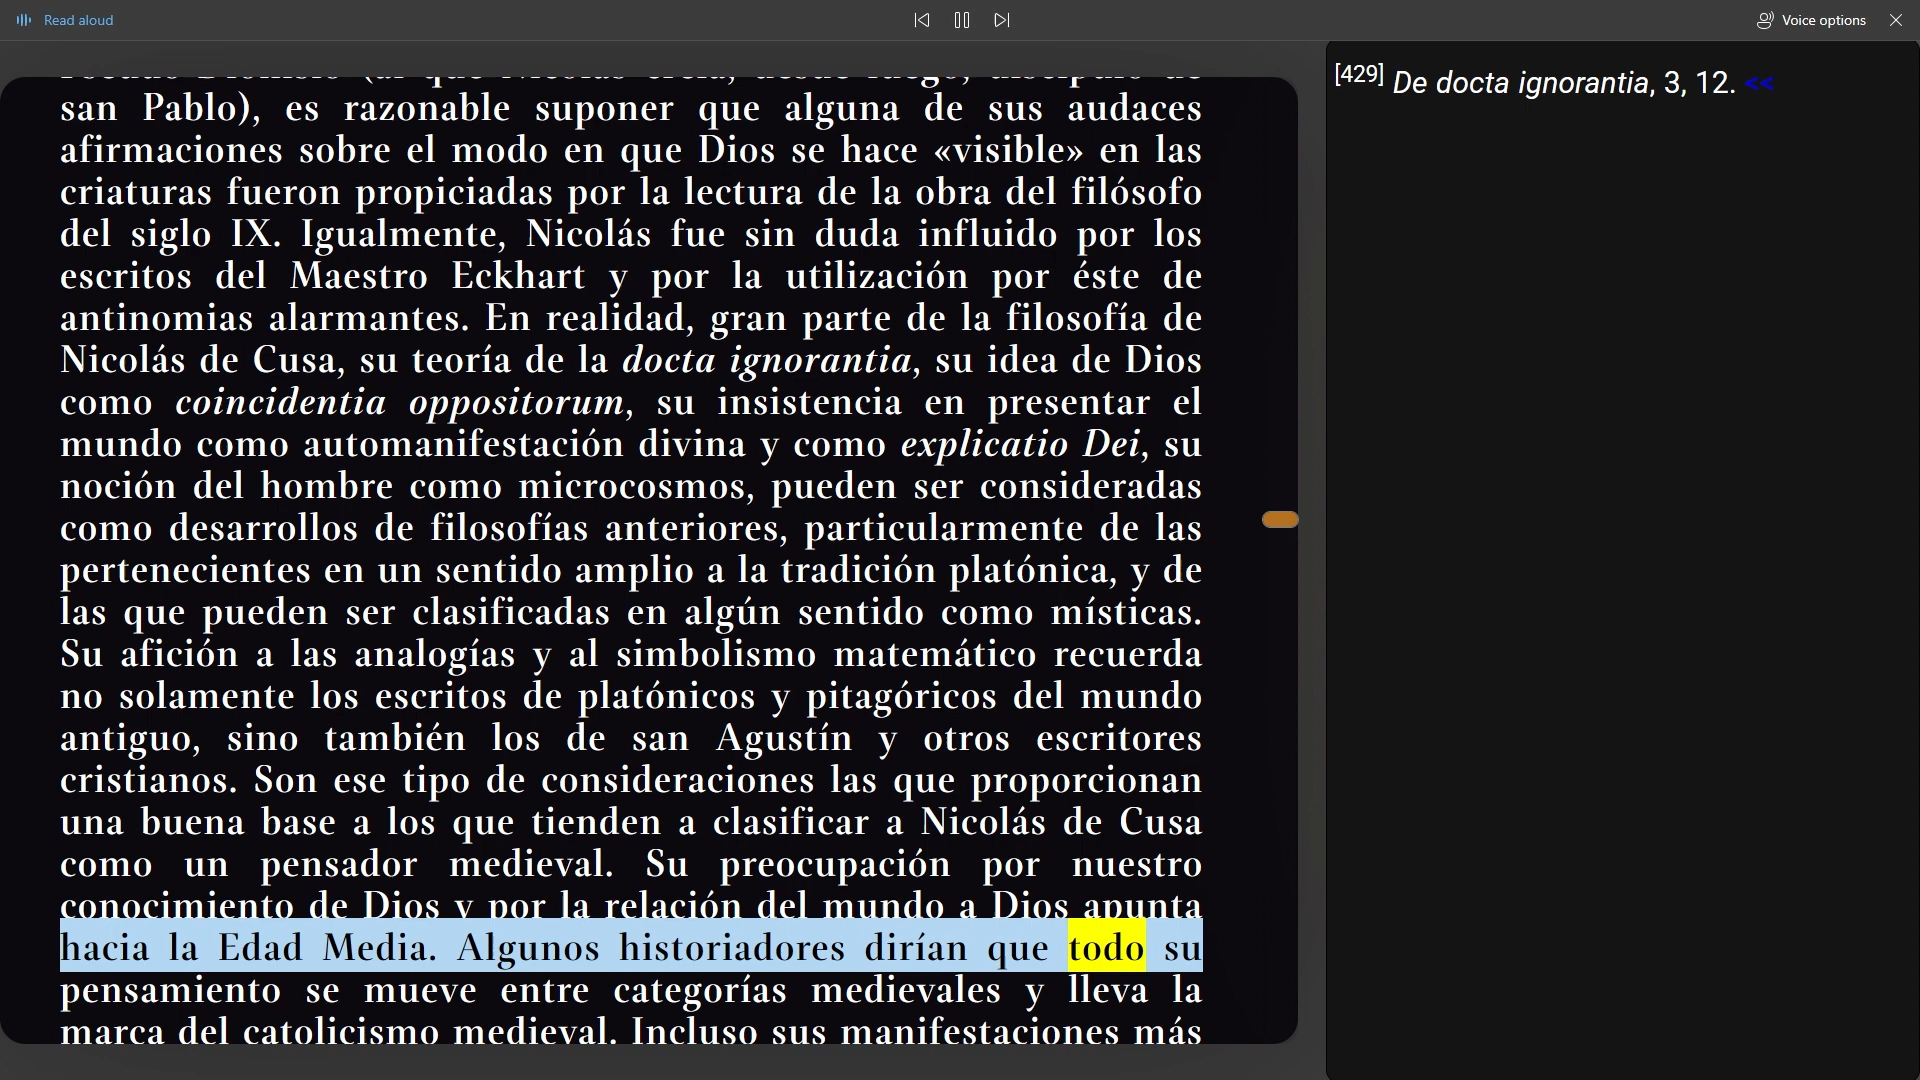 Read aloud
Voice options
san Pablo), es razonable suponer que alguna de sus audaces
afirmaciones sobre el modo en que Dios se hace «visible» en las
criaturas fueron propiciadas por la lectura de la obra del filósofo
del siglo IX. Igualmente, Nicolás fue sin duda influido por los
escritos del Maestro Eckhart y por la utilización por éste de
antinomias alarmantes. En realidad, gran parte de la filosofía de
Nicolás de Cusa, su teoría de la docta ignorantia, su idea de Dios
como coincidentia oppositorum, su insistencia en presentar el
mundo como automanifestación divina y como explicatio Dei, su
noción del hombre como microcosmos, pueden ser consideradas
como desarrollos de filosofías anteriores, particularmente de las
pertenecientes en un sentido amplio a la tradición platónica, y de
las que pueden ser clasificadas en algún sentido como místicas.
Su afición a las analogías y al simbolismo matemático recuerda
no solamente los escritos de platónicos y pitagóricos del mundo
antiguo, sino también los de san Agustín y otros escritores
cristianos. Son ese tipo de consideraciones las que proporcionan
una buena base a los que tienden a clasificar a Nicolás de Cusa
como un pensador medieval. Su preocupación por nuestro
conocimiento de Dios y por la relación del mundo a Dios apunta
hacia la Edad Media. Algunos historiadores dirían que todo su
pensamiento se mueve entre categorías medievales y lleva la
marca del catolicismo medieval. Incluso sus manifestaciones más
[429] De docta ignorantia, 3, 12. <<